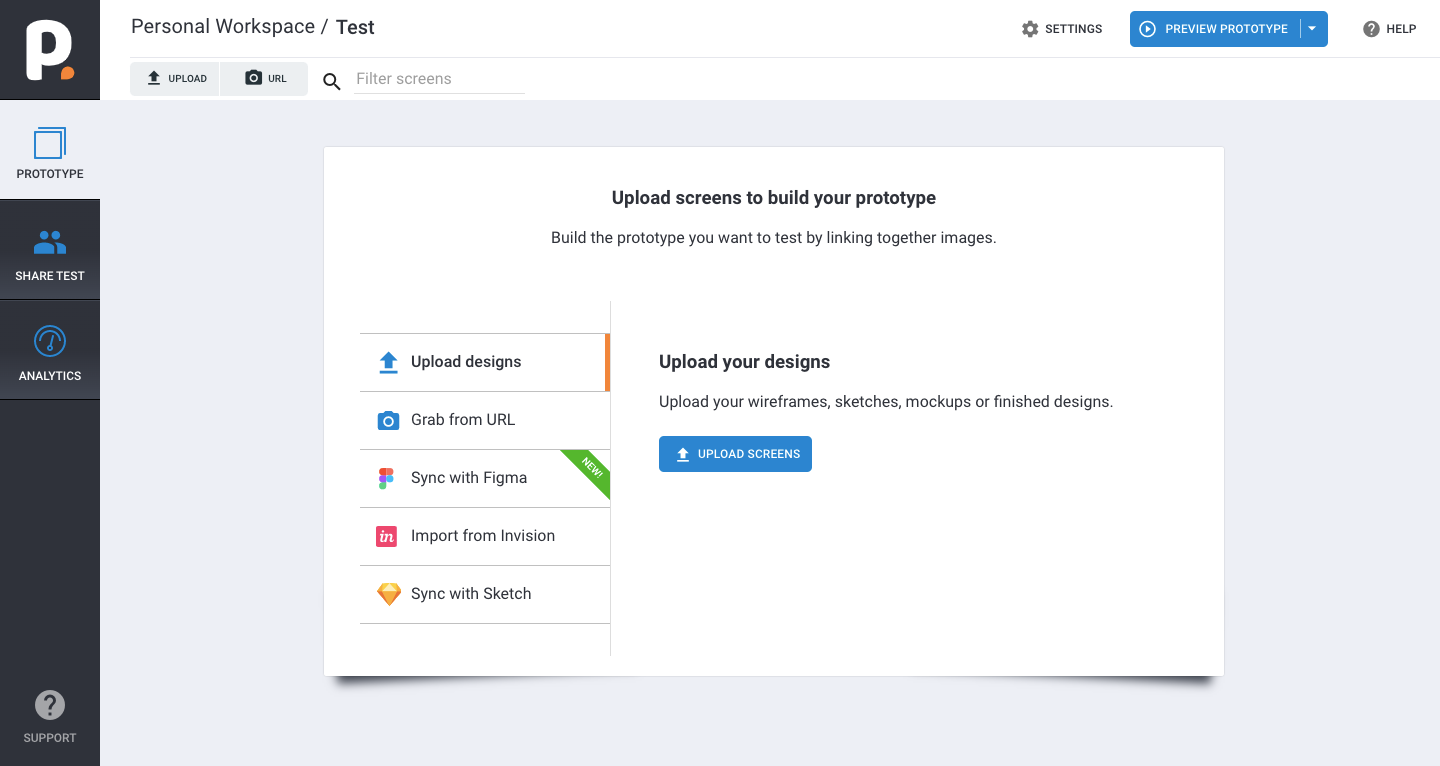 p.
Personal Workspace / Test
SETTINGS
PREVIEW PROTOTYPE
HELP
UPLOAD
URL
Filter screens
PROTOTYPE
SHARE TEST
ANALYTICS
SUPPORT
Upload screens to build your prototype
Build the prototype you want to test by linking together images.
Upload designs
Grab from URL
Sync with Figma
NEW!
in
Import from Invision
Sync with Sketch
Upload your designs
Upload your wireframes, sketches, mockups or finished designs.
UPLOAD SCREENS